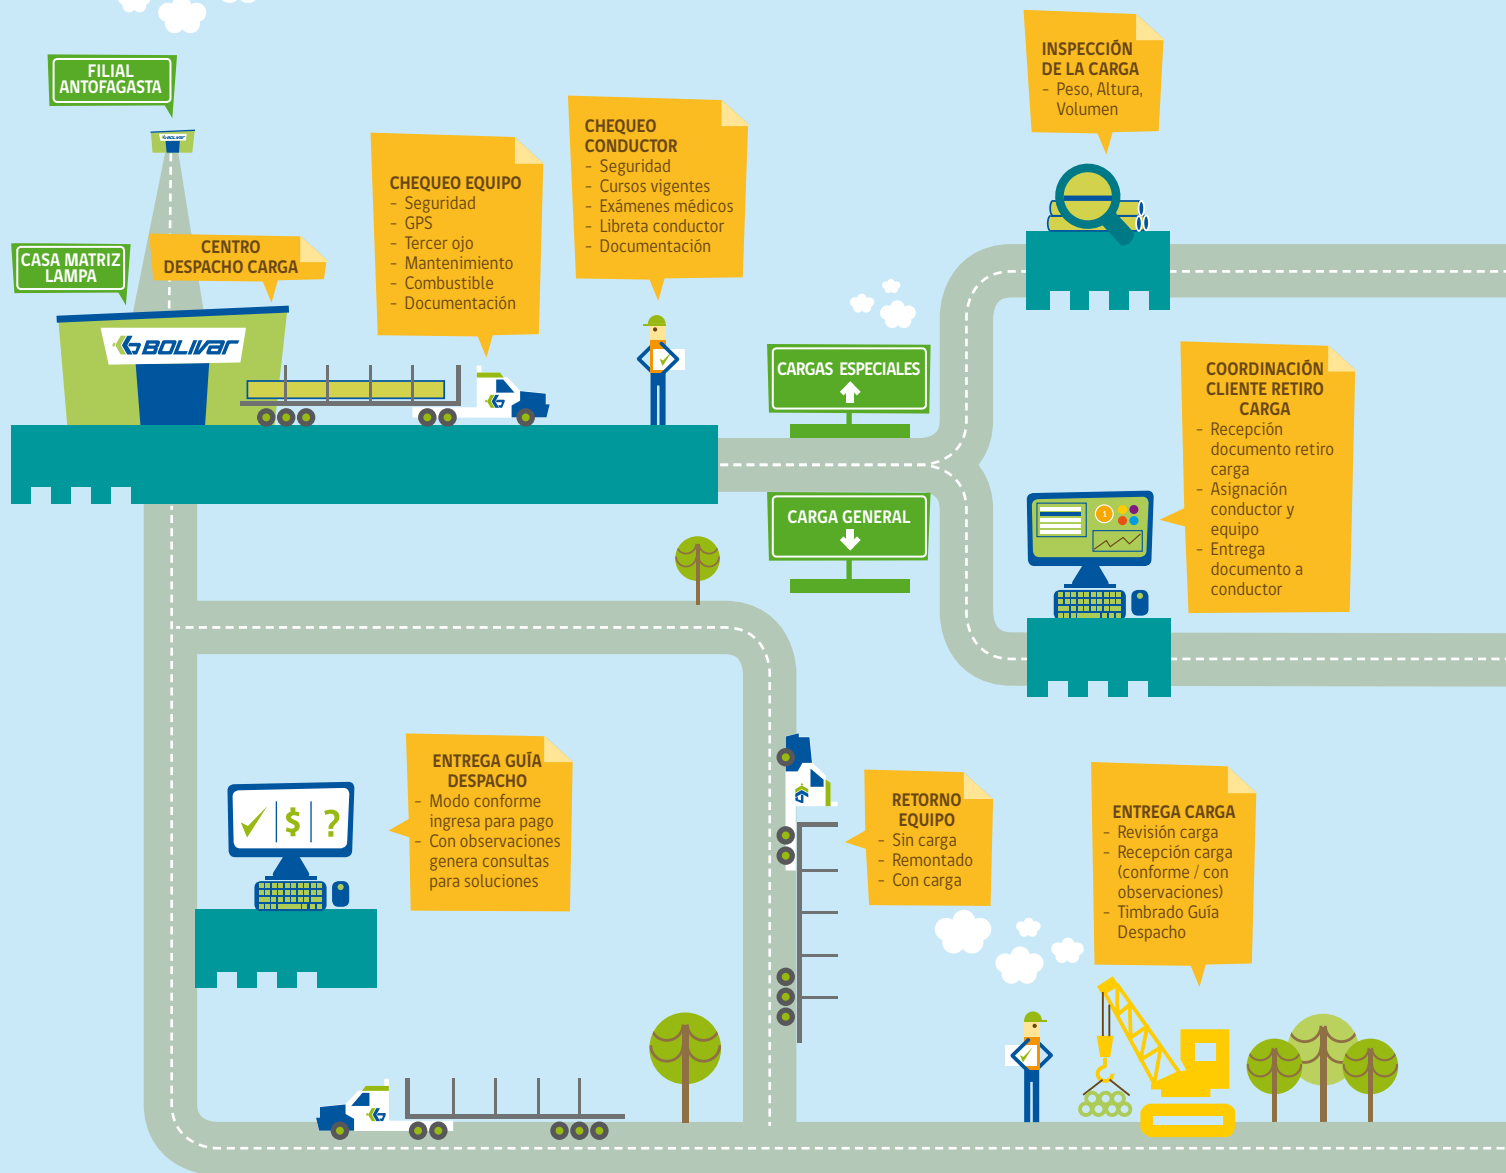 FILIAL
ANTOFAGASTA
BOLIVAR
CASA MATRIZ
LAMPA
CENTRO
DESPACHO CARGA
BOLIVAR
CHEQUEO EQUIPO
- Seguridad
- GPS
- Tercer ojo
- Mantenimiento
- Combustible
- Documentación
CHEQUEO
CONDUCTOR
- Seguridad
- Cursos vigentes
- Exámenes médicos
- Libreta conductor
- Documentación
CARGAS ESPECIALES
CARGA GENERAL
INSPECCIÓN
DE LA CARGA
- Peso, Altura,
Volumen
COORDINACIÓN
CLIENTE RETIRO
CARGA
- Recepción
documento retiro
carga
- Asignación
conductor y
equipo
- Entrega
documento a
conductor
1
ENTREGA CARGA
- Revisión carga
- Recepción carga
(conforme / con
observaciones)
- Timbrado Guía
Despacho
RETORNO
EQUIPO
- Sin carga
- Remontado
- Con carga
ENTREGA GUÍA
DESPACHO
- Modo conforme
ingresa para pago
- Con observaciones
genera consultas
para soluciones
$ ?